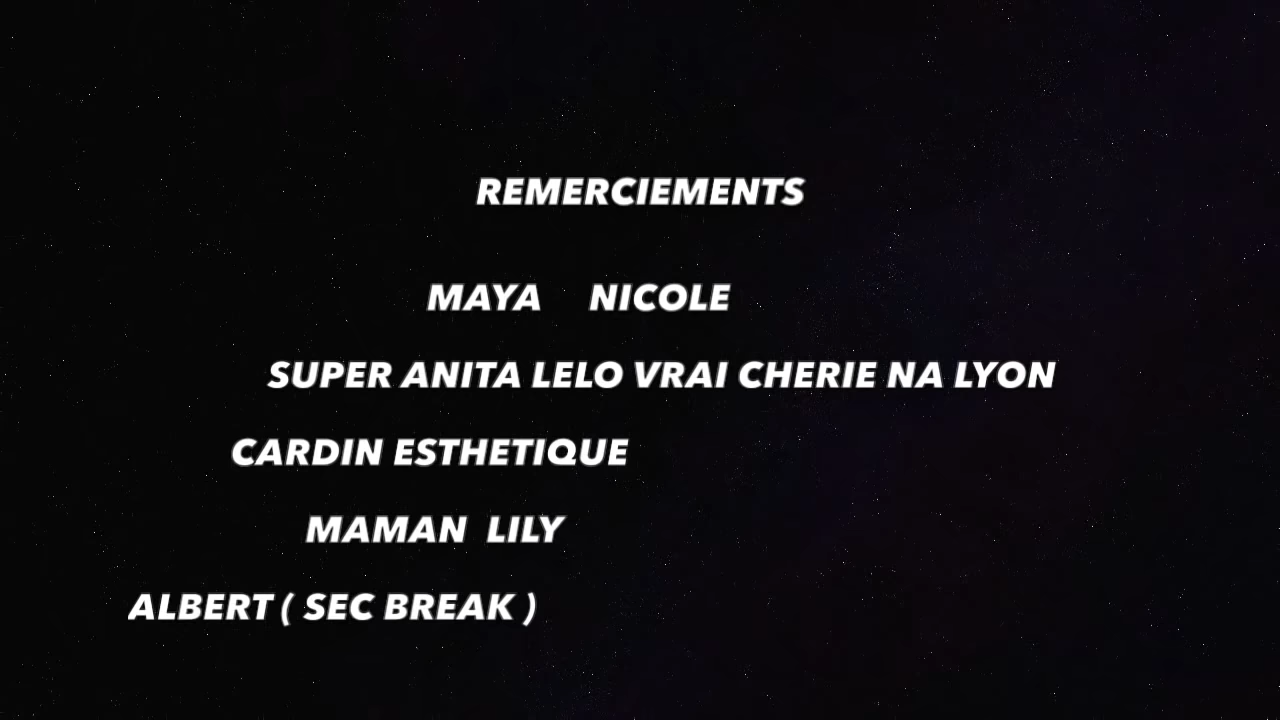 REMERCIEMENTS
MAYA NICOLE
SUPER ANITA LELO VRAI CHERIE NA LYON
CARDIN ESTHETIQUE
MAMAN LILY
ALBERT ( SEC BREAK )